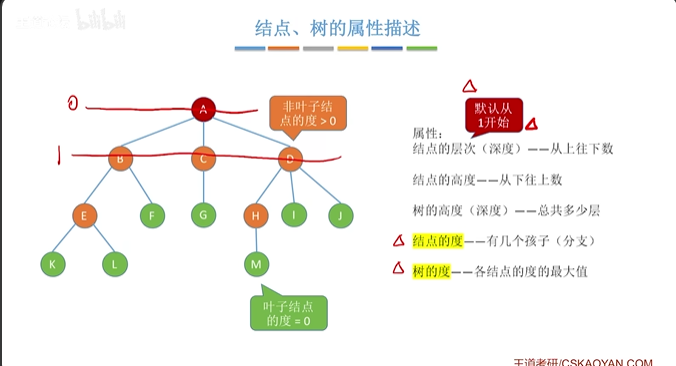 bilibili
结点、树的属性描述
0
A
非叶子结
点的度＞0
默认从
1开始
属性：
1
B
C
D
结点的层次（深度）——从上往下数
结点的高度——从下往上数
E
F
G
H
I
J
树的高度（深度）——总共多少层
结点的度——有几个孩子（分支）
K
L
M
树的度——各结点的度的最大值
叶子结点
的度＝0
王道考研/CSKAOYAN.COM